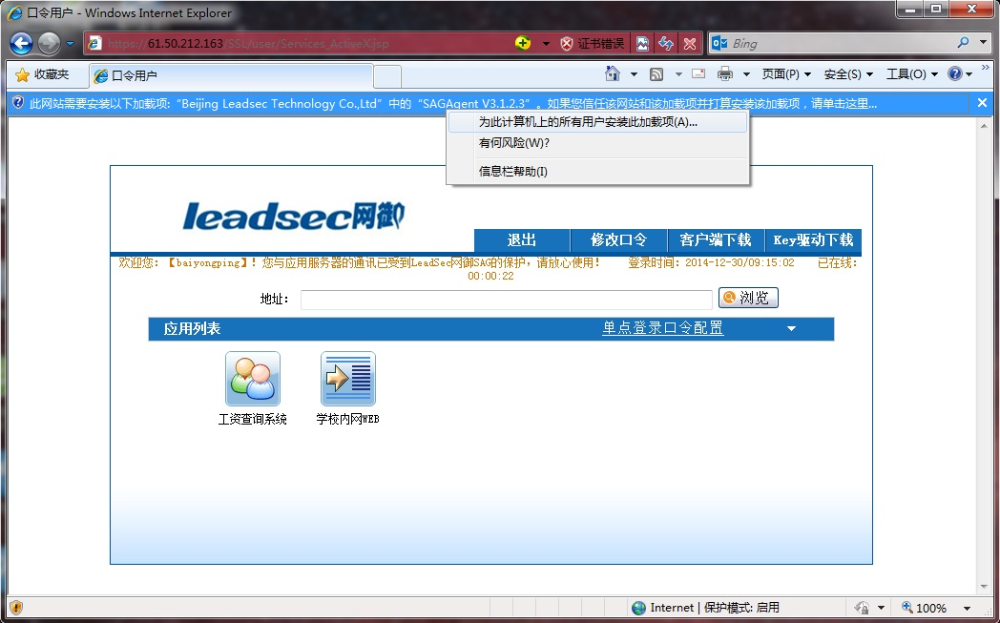 口令用户 - Windows Internet Explorer
https://61.50.212.163/SSL/user/Services_ActiveX.jsp
证书错误
Bing
收藏夹
口令用户
页面(P)
安全(S)
工具(O)
此网站需要安装以下加载项:“Beijing Leadsec Technology Co.,Ltd”中的“SAGAgent V3.1.2.3”。如果您信任该网站和该加载项并打算安装该加载项，请单击这里...
为此计算机上的所有用户安装此加载项(A)...
有何风险(W)?
信息栏帮助(I)
leadsec网御
退出
修改口令
客户端下载
Key驱动下载
欢迎您：【baiyongping】！您与应用服务器的通讯已受到LeadSec网御SAG的保护，请放心使用！ 登录时间：2014-12-30/09:15:02 已在线：
00:00:22
地址：
浏览
应用列表
单点登录口令配置
工资查询系统
学校内网WEB
Internet | 保护模式: 启用
100%